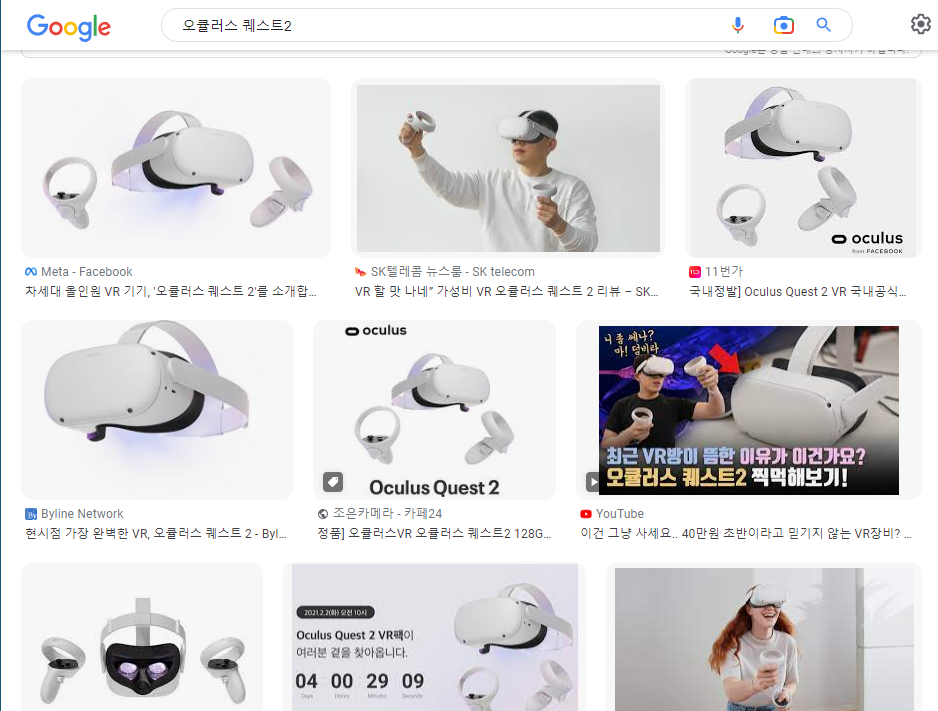 Google
오큘러스 퀘스트2
oculus
from FACEBOOK
Meta - Facebook
차세대 올인원 VR 기기, '오큘러스 퀘스트 2'를 소개합...
SK텔레콤 뉴스룸 - SK telecom
VR 할 맛 나네” 가성비 VR 오큘러스 퀘스트 2 리뷰 – SK...
11번가
국내정발] Oculus Quest 2 VR 국내공식...
oculus
Oculus Quest 2
니 좀 쎄나?
마! 덤비라
최근 VR방이 뜸한 이유가 이건가요?
오큘러스 퀘스트2 찍먹해보기!
By
Byline Network
현시점 가장 완벽한 VR, 오큘러스 퀘스트 2 - Byl...
조은카메라 - 카페24
정품] 오큘러스VR 오큘러스 퀘스트2 128G...
YouTube
이건 그냥 사세요.. 40만원 초반이라고 믿기지 않는 VR장비? ...
2021.2.2(화) 오전 10시
Oculus Quest 2 VR팩이
여러분 곁을 찾아옵니다.
04 00 29 09
Days Hours Minutes Seconds